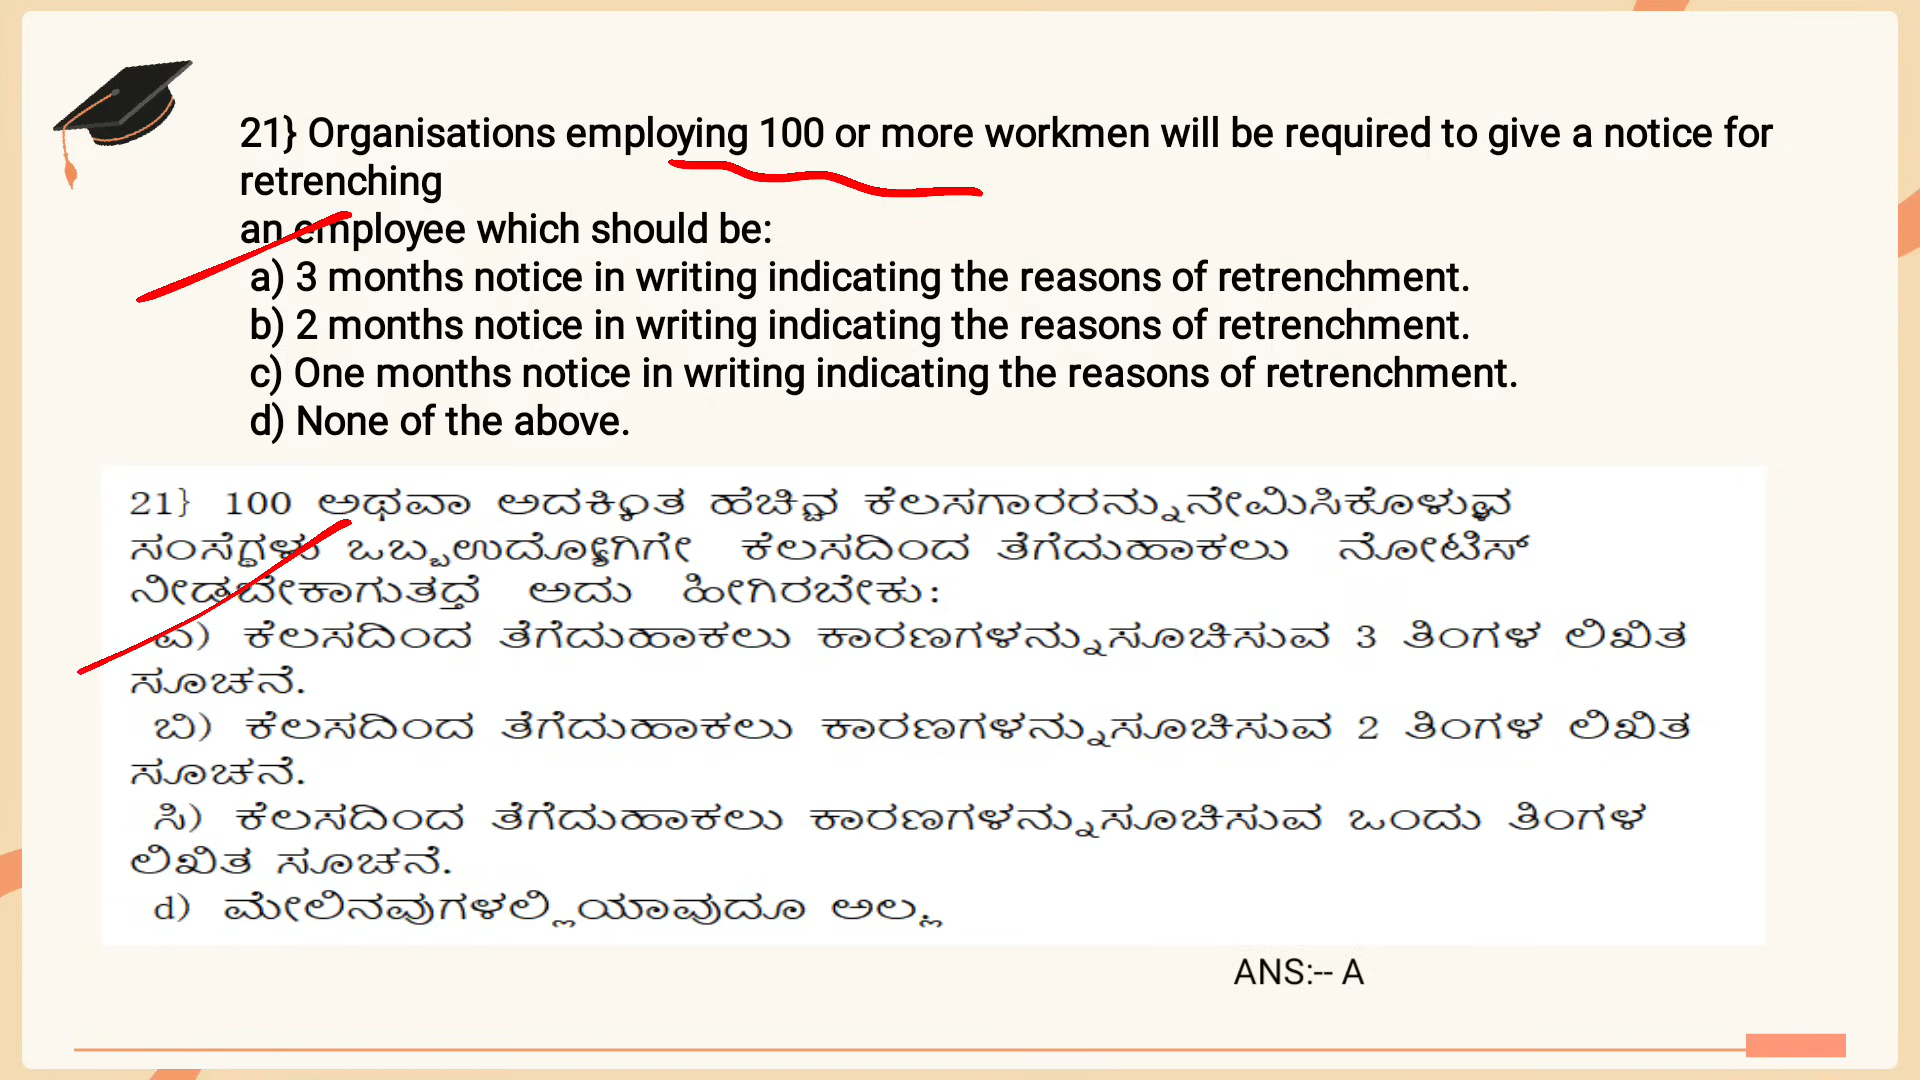 21} Organisations employing 100 or more workmen will be required to give a notice for
retrenching
an employee which should be:
a) 3 months notice in writing indicating the reasons of retrenchment.
b) 2 months notice in writing indicating the reasons of retrenchment.
c) One months notice in writing indicating the reasons of retrenchment.
d) None of the above.
21} 100 ಅಥವಾ ಅದಕ್ಕಿಂತ ಹೆಚ್ಚಿನ ಕೆಲಸಗಾರರನ್ನು ನೇಮಿಸಿಕೊಳ್ಳುವ
ಸಂಸ್ಥೆಗಳು ಒಬ್ಬ ಉದ್ಯೋಗಿಗೇ ಕೆಲಸದಿಂದ ತೆಗೆದುಹಾಕಲು ನೋಟಿಸ್
ನೀಡಬೇಕಾಗುತ್ತದೆ ಅದು ಹೀಗಿರಬೇಕು:
ಎ) ಕೆಲಸದಿಂದ ತೆಗೆದುಹಾಕಲು ಕಾರಣಗಳನ್ನು ಸೂಚಿಸುವ 3 ತಿಂಗಳ ಲಿಖಿತ
ಸೂಚನೆ.
ಬಿ) ಕೆಲಸದಿಂದ ತೆಗೆದುಹಾಕಲು ಕಾರಣಗಳನ್ನು ಸೂಚಿಸುವ 2 ತಿಂಗಳ ಲಿಖಿತ
ಸೂಚನೆ.
ಸಿ) ಕೆಲಸದಿಂದ ತೆಗೆದುಹಾಕಲು ಕಾರಣಗಳನ್ನು ಸೂಚಿಸುವ ಒಂದು ತಿಂಗಳ
ಲಿಖಿತ ಸೂಚನೆ.
d) ಮೇಲಿನವುಗಳಲ್ಲಿ ಯಾವುದೂ ಅಲ್ಲ.
ANS:-- A